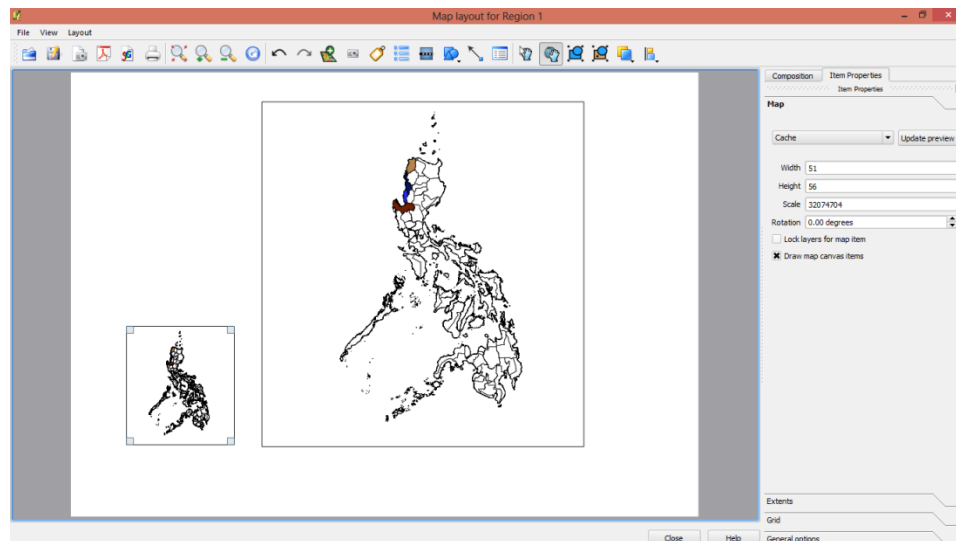 Map layout for Region 1
File View Layout
Composition Item Properties
Item Properties
Map
Cache Update preview
Width 51
Height 56
Scale 32074704
Rotation 0.00 degrees
Lock layers for map item
Draw map canvas items
Extents
Grid
General options
Close Help